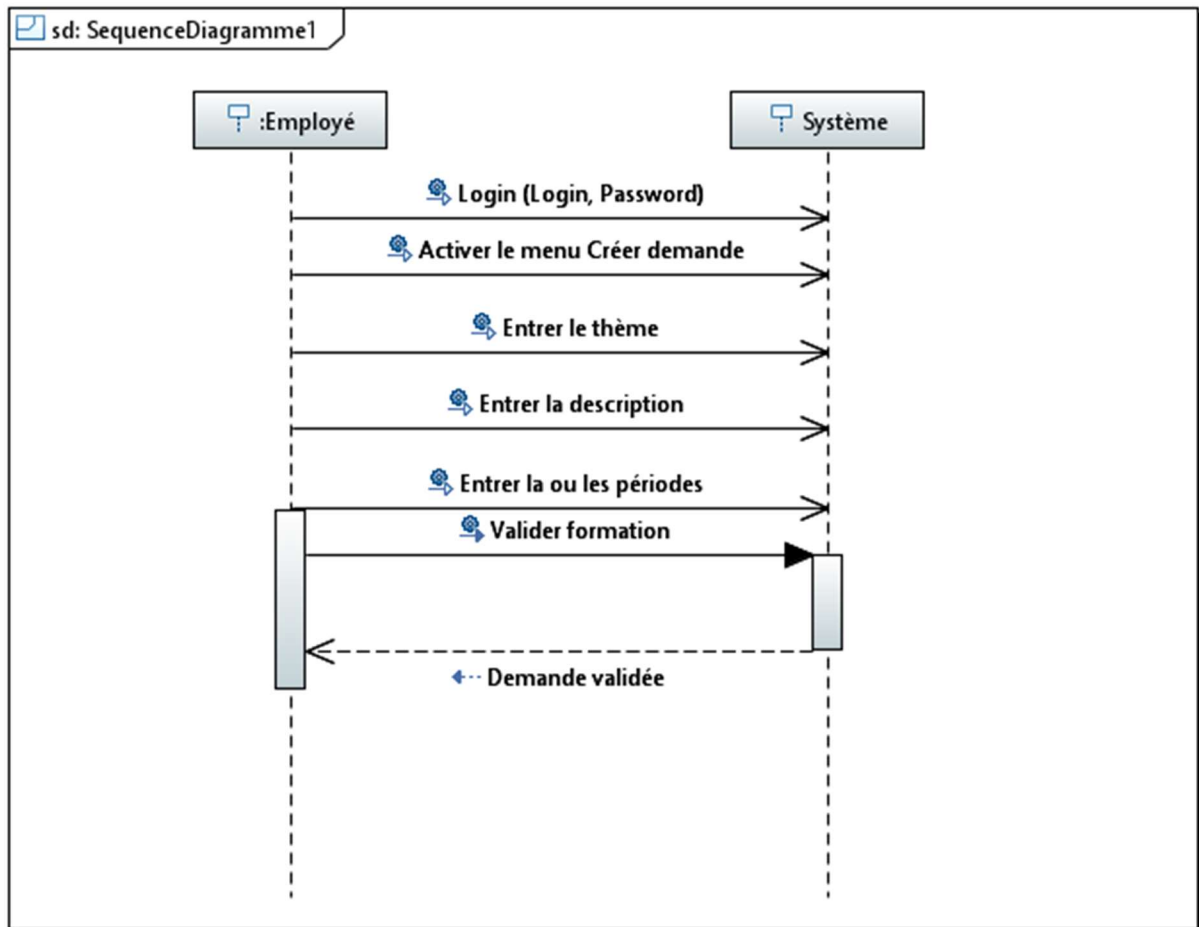 sd: SequenceDiagramme1
:Employé
Système
Login (Login, Password)
Activer le menu Créer demande
Entrer le thème
Entrer la description
Entrer la ou les périodes
Valider formation
Demande validée